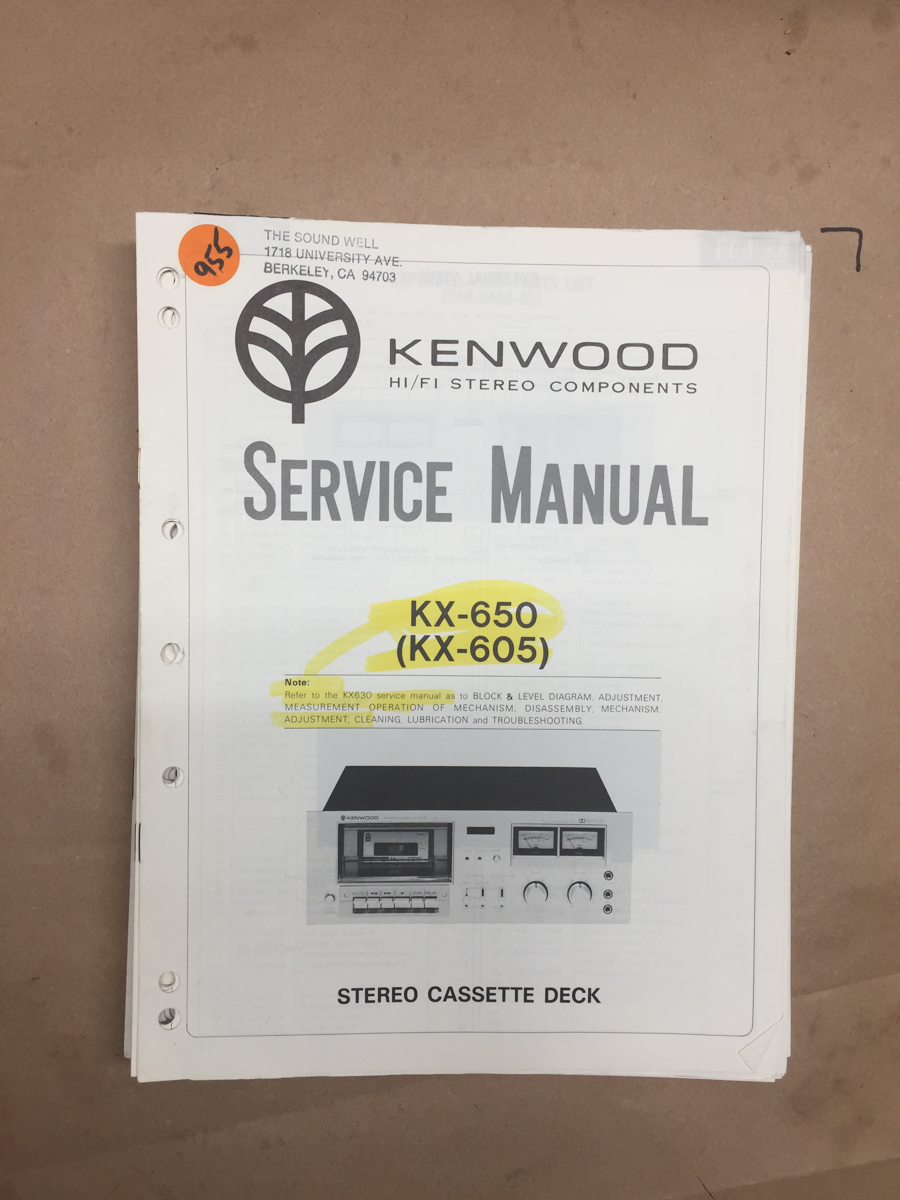 955
THE SOUND WELL
1718 UNIVERSITY AVE.
BERKELEY, CA 94703
KENWOOD
HI/FI STEREO COMPONENTS
SERVICE MANUAL
KX-650
(KX-605)
Note:
Refer to the KX630 service manual as to BLOCK & LEVEL DIAGRAM, ADJUSTMENT,
MEASUREMENT OPERATION OF MECHANISM, DISASSEMBLY, MECHANISM.
ADJUSTMENT, CLEANING, LUBRICATION and TROUBLESHOOTING.
KENWOOD
STEREO CASSETTE DECK